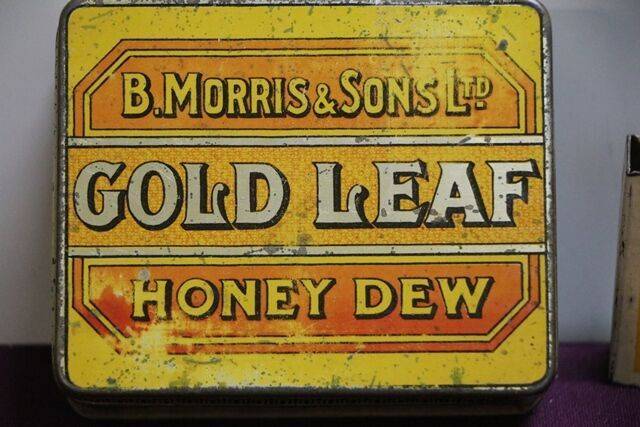 B. MORRIS & SONS LTD
GOLD LEAF
HONEY DEW